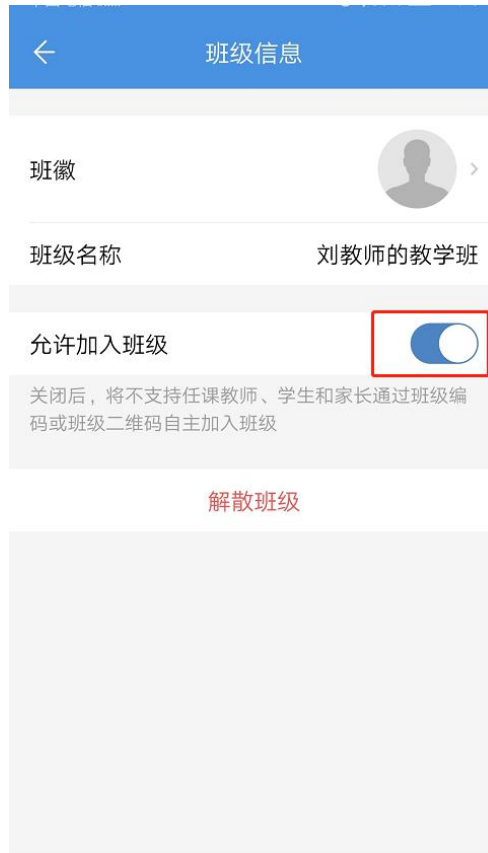 班级信息
班徽
班级名称
刘教师的教学班
允许加入班级
关闭后，将不支持任课教师、学生和家长通过班级编
码或班级二维码自主加入班级
解散班级